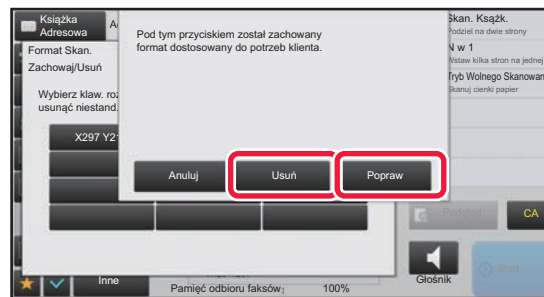 Książka
Adresowa
Format Skan.
Zachowaj/Usuń
Wybierz klaw.
usunąć niestand.
X297
Pod tym przyciskiem został zachowany
format dostosowany do potrzeb klienta.
Anuluj
Usuń
Popraw
Skan. Książk.
Podziel na dwie strony
N w 1
Wstaw kilka stron na jednej
Tryb Wolnego Skanowan
Skanuj cienki papier
Podgląd
CA
Głośnik
Start
Inne
Pamięć odbioru faksów:
100%